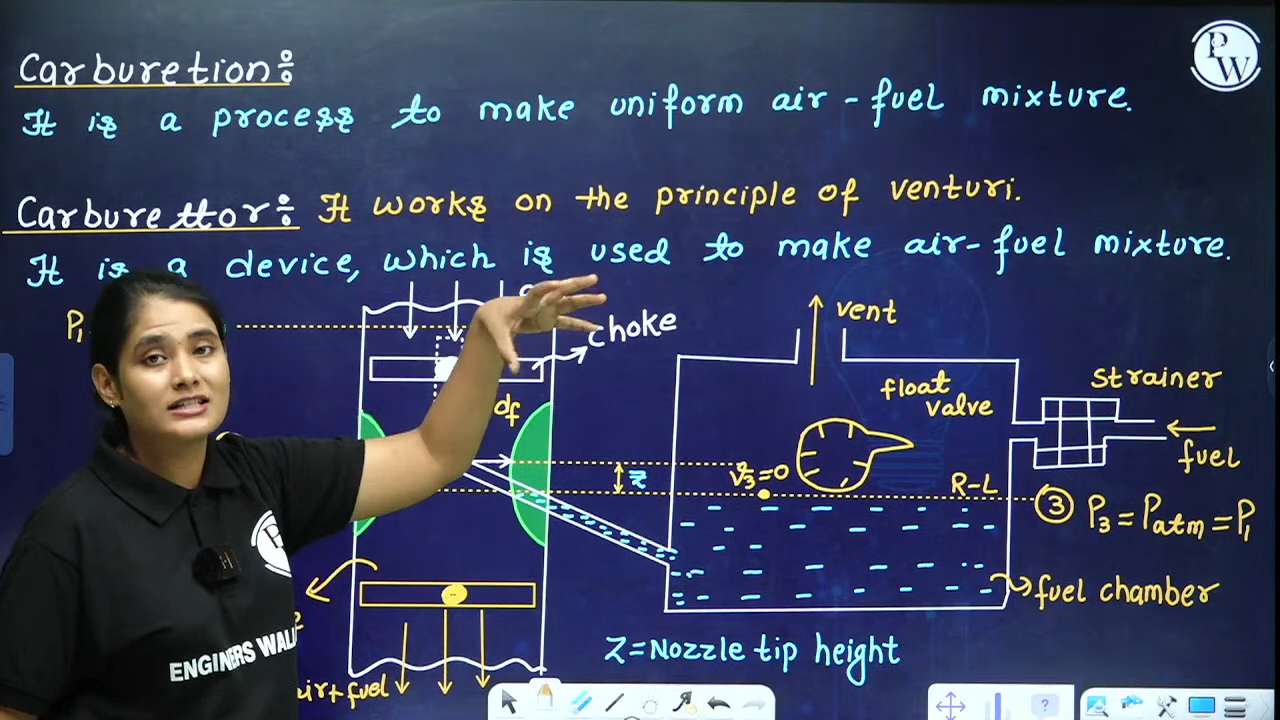 Carburetion:
It is a process to make uniform air-fuel mixture.
Carburettor: It works on the principle of venturi.
It is a device, which is used to make air-fuel mixture.
PW
P₁
choke
vent
float valve
strainer
fuel
df
z
V₃=0
R-L
③ P₃ = Patm = P₁
fuel chamber
Z=Nozzle tip height
air+fuel
W